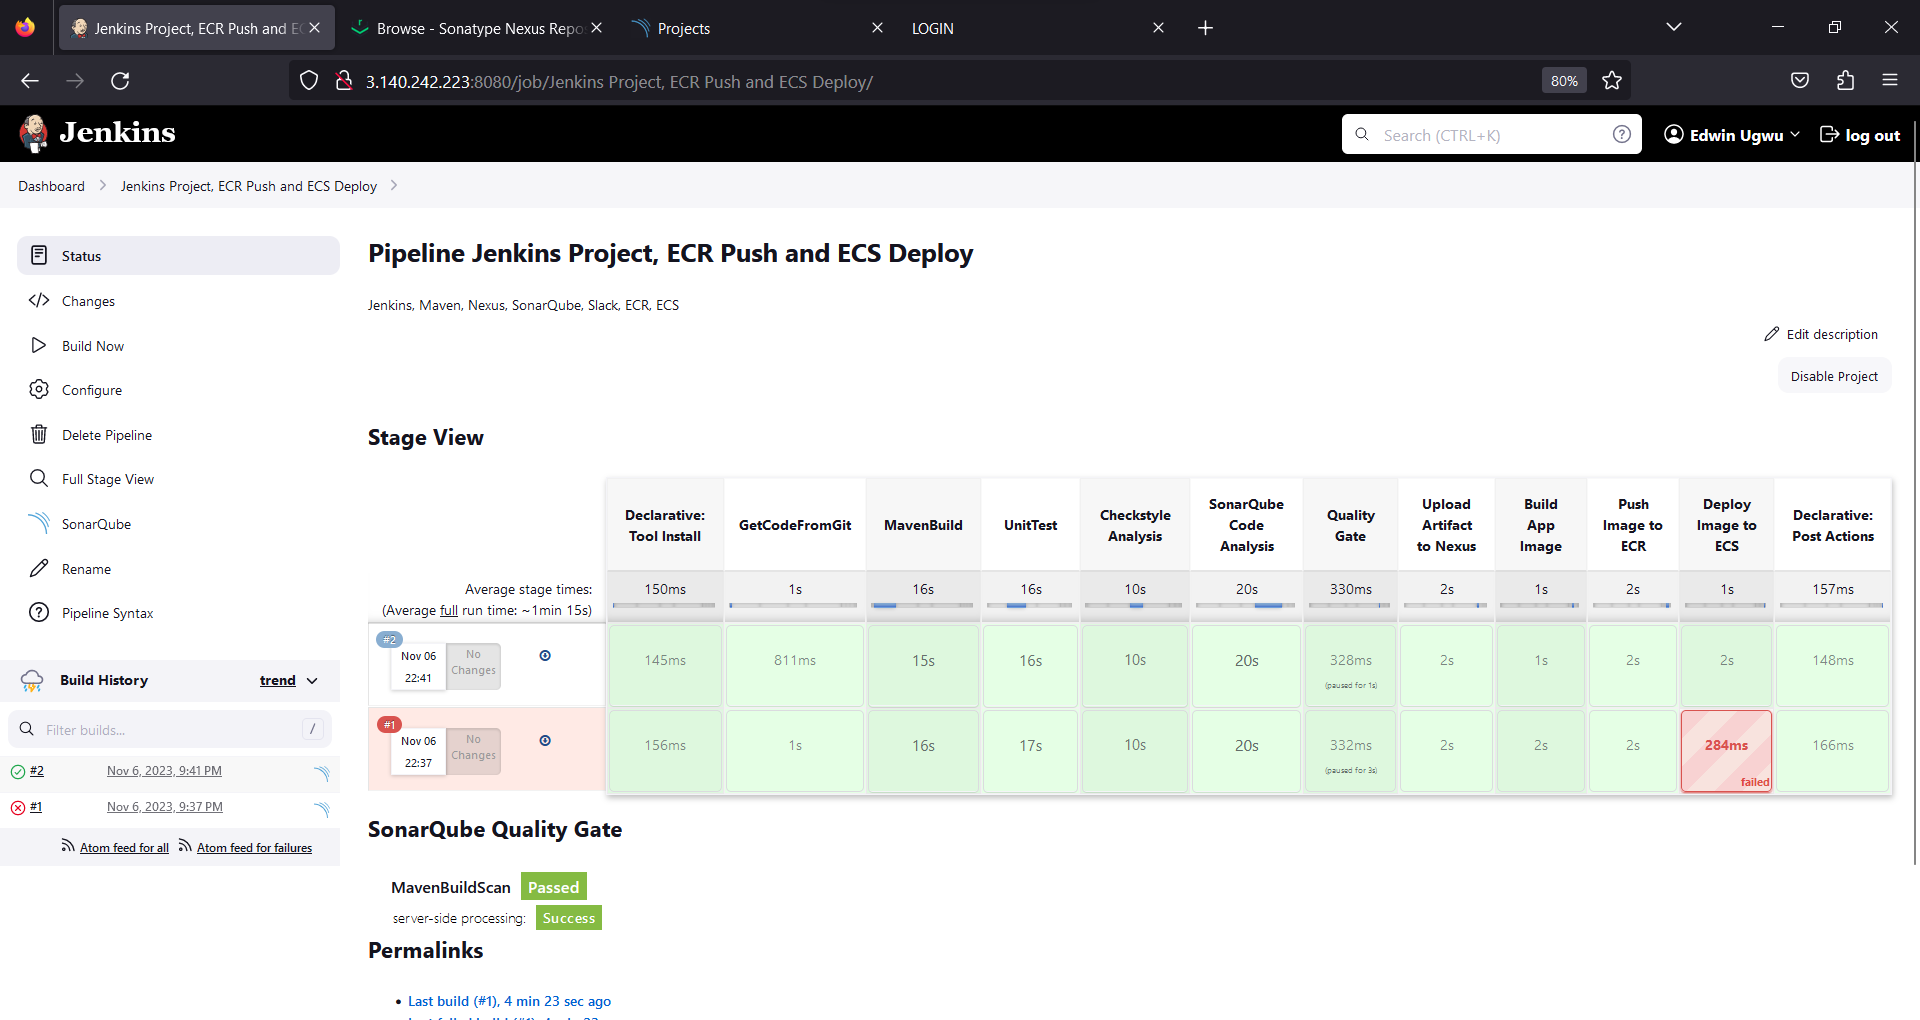 Jenkins Project, ECR Push and EC
Browse - Sonatype Nexus Repo
Projects
LOGIN
3.140.242.223:8080/job/Jenkins Project, ECR Push and ECS Deploy/
80%
Jenkins
Search (CTRL+K)
Edwin Ugwu
log out
Dashboard
Jenkins Project, ECR Push and ECS Deploy
Status
Changes
Build Now
Configure
Delete Pipeline
Full Stage View
SonarQube
Rename
Pipeline Syntax
Build History
trend
Filter builds...
/
#2
Nov 6, 2023, 9:41 PM
#1
Nov 6, 2023, 9:37 PM
Atom feed for all
Atom feed for failures
Pipeline Jenkins Project, ECR Push and ECS Deploy
Jenkins, Maven, Nexus, SonarQube, Slack, ECR, ECS
Edit description
Disable Project
Stage View
Declarative: Tool Install
GetCodeFromGit
MavenBuild
UnitTest
Checkstyle Analysis
SonarQube Code Analysis
Quality Gate
Upload Artifact to Nexus
Build App Image
Push Image to ECR
Deploy Image to ECS
Declarative: Post Actions
Average stage times:
(Average full run time: ~1min 15s)
150ms
1s
16s
16s
10s
20s
330ms
2s
1s
2s
1s
157ms
#2
Nov 06
22:41
No Changes
145ms
811ms
15s
16s
10s
20s
328ms
(paused for 1s)
2s
1s
2s
2s
148ms
#1
Nov 06
22:37
No Changes
156ms
1s
16s
17s
10s
20s
332ms
(paused for 3s)
2s
2s
2s
284ms
failed
166ms
SonarQube Quality Gate
MavenBuildScan
Passed
server-side processing:
Success
Permalinks
Last build (#1), 4 min 23 sec ago